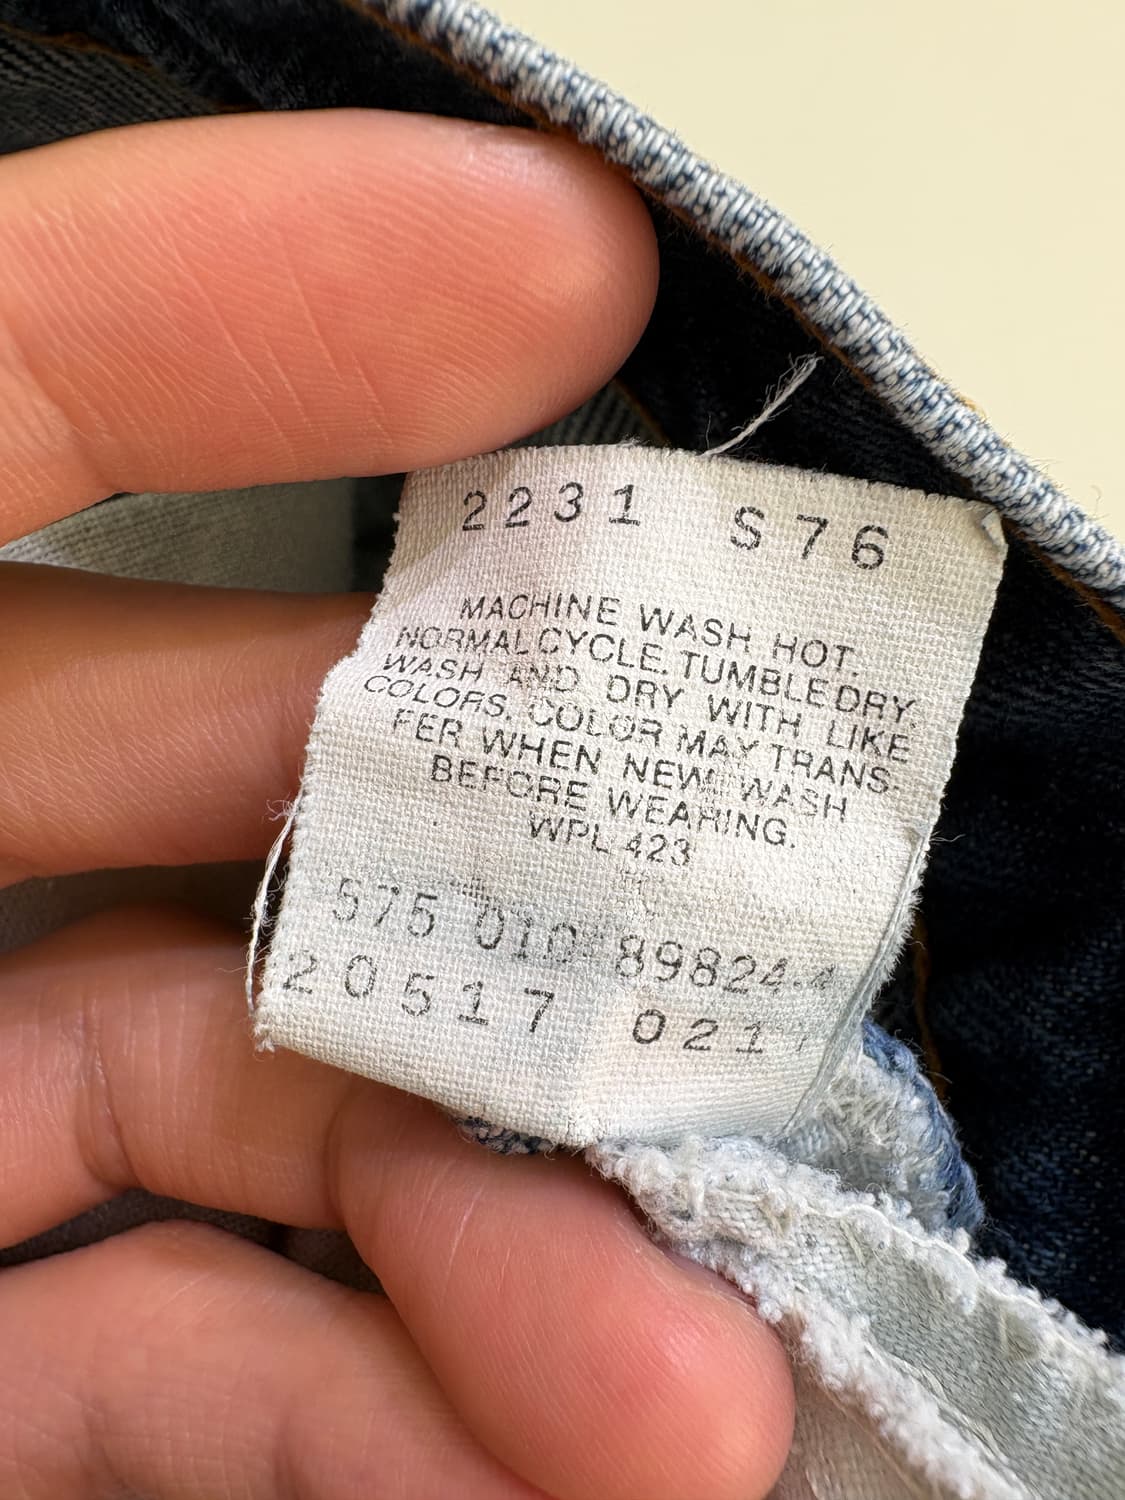 2231 S76
MACHINE WASH HOT.
NORMAL CYCLE. TUMBLE DRY.
WASH AND DRY WITH LIKE
COLORS. COLOR MAY TRANS-
FER WHEN NEW. WASH
BEFORE WEARING.
WPL 423
575 010 89824-4
20517 021